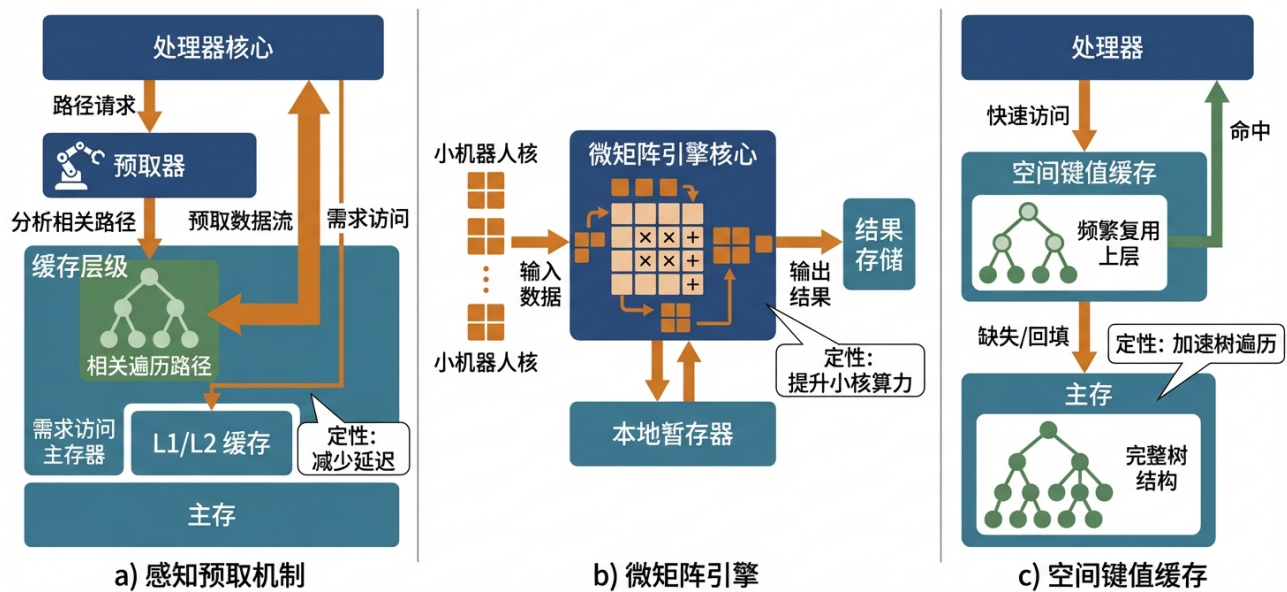 处理器核心
路径请求
预取器
分析相关路径
预取数据流
需求访问
缓存层级
相关遍历路径
需求访问
主存器
L1/L2 缓存
定性：
减少延迟
主存
a) 感知预取机制
小机器人核
小机器人核
输入
数据
微矩阵引擎核心
×
×
+
×
×
+
+
输出
结果
结果
存储
定性：
提升小核算力
本地暂存器
b) 微矩阵引擎
处理器
快速访问
命中
空间键值缓存
频繁复用
上层
缺失/回填
定性：加速树遍历
主存
完整树
结构
c) 空间键值缓存